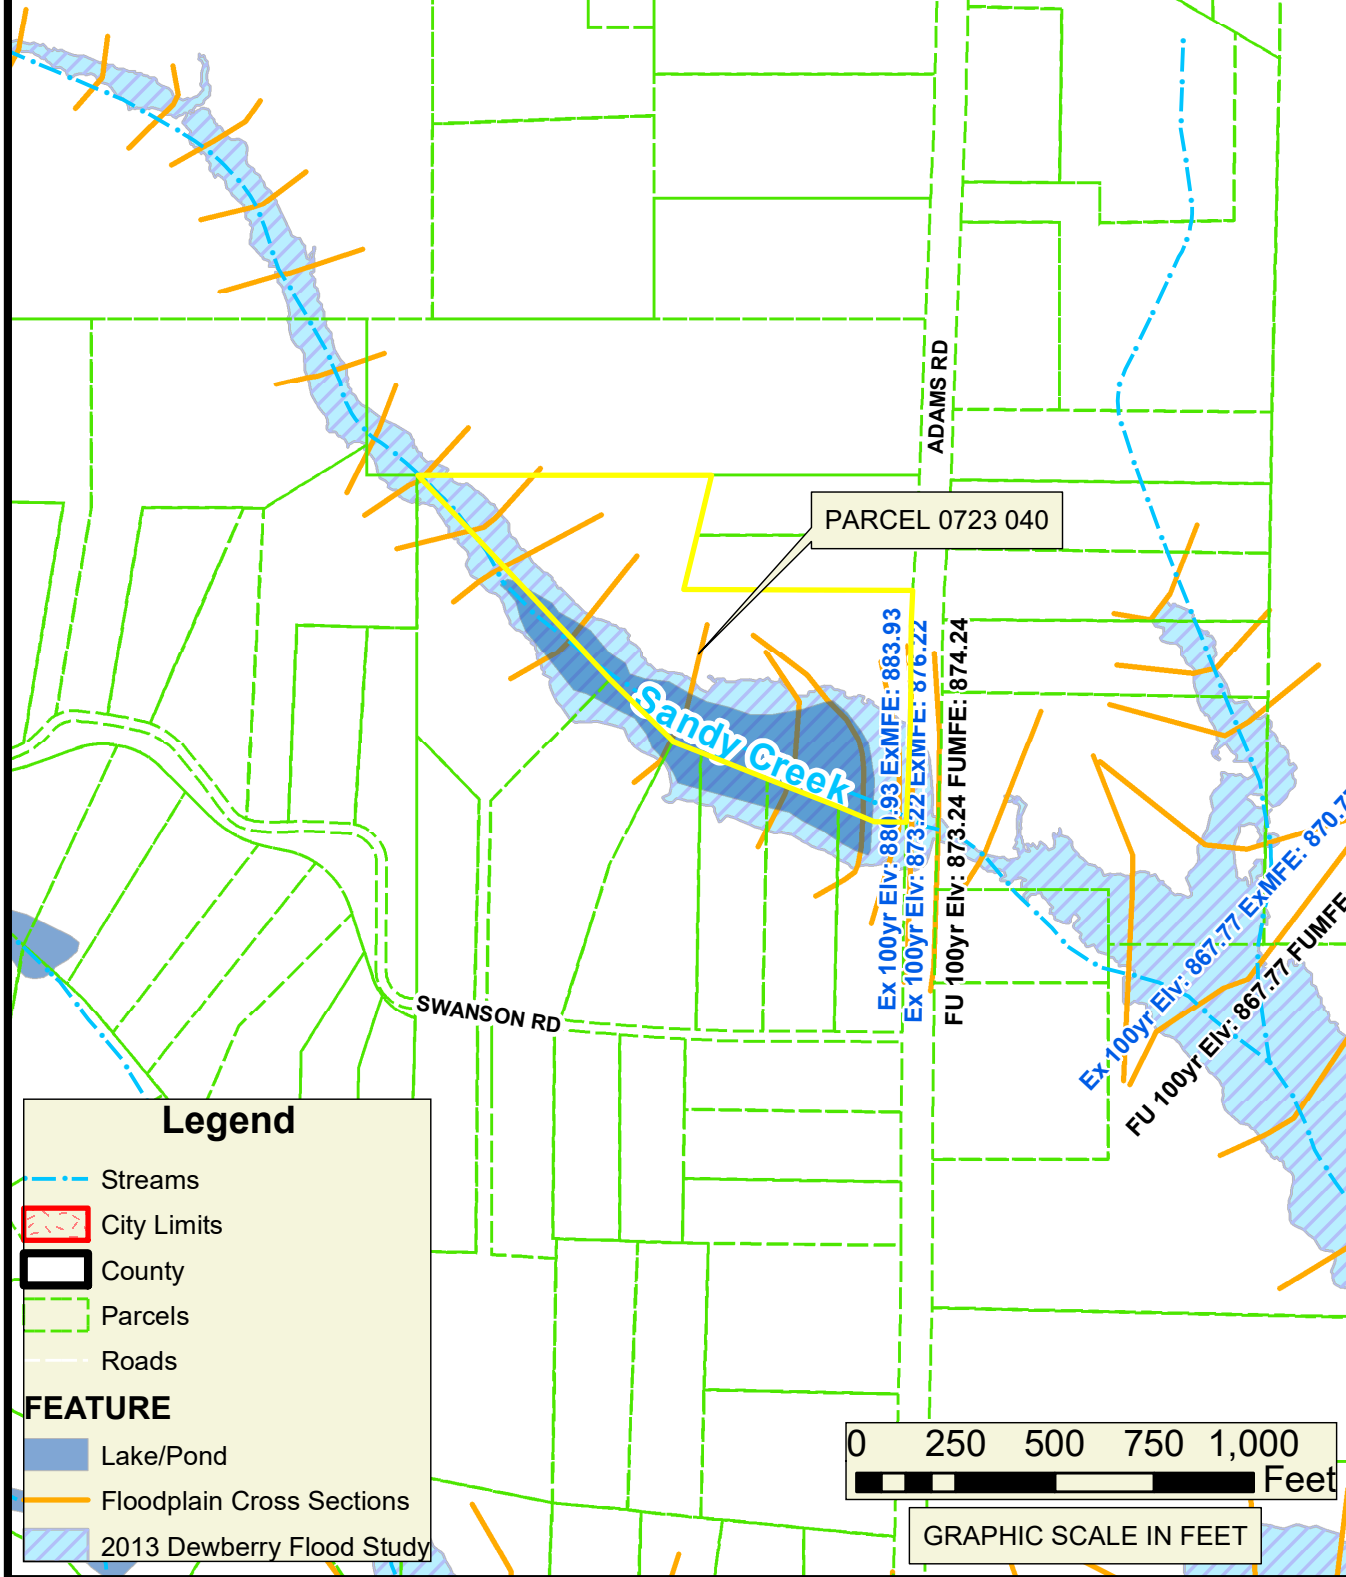 ADAMS RD
PARCEL 0723 040
Sandy Creek
Ex 100yr Elv: 880.93 ExMFE: 883.93
Ex 100yr Elv: 873.22 ExMFE: 876.22
FU 100yr Elv: 873.24 FUMFE: 874.24
Ex 100yr Elv: 867.77 ExMFE: 870.7
FU 100yr Elv: 867.77 FUMFE
SWANSON RD
Legend
Streams
City Limits
County
Parcels
Roads
FEATURE
Lake/Pond
Floodplain Cross Sections
2013 Dewberry Flood Study
0 250 500 750 1,000
Feet
GRAPHIC SCALE IN FEET